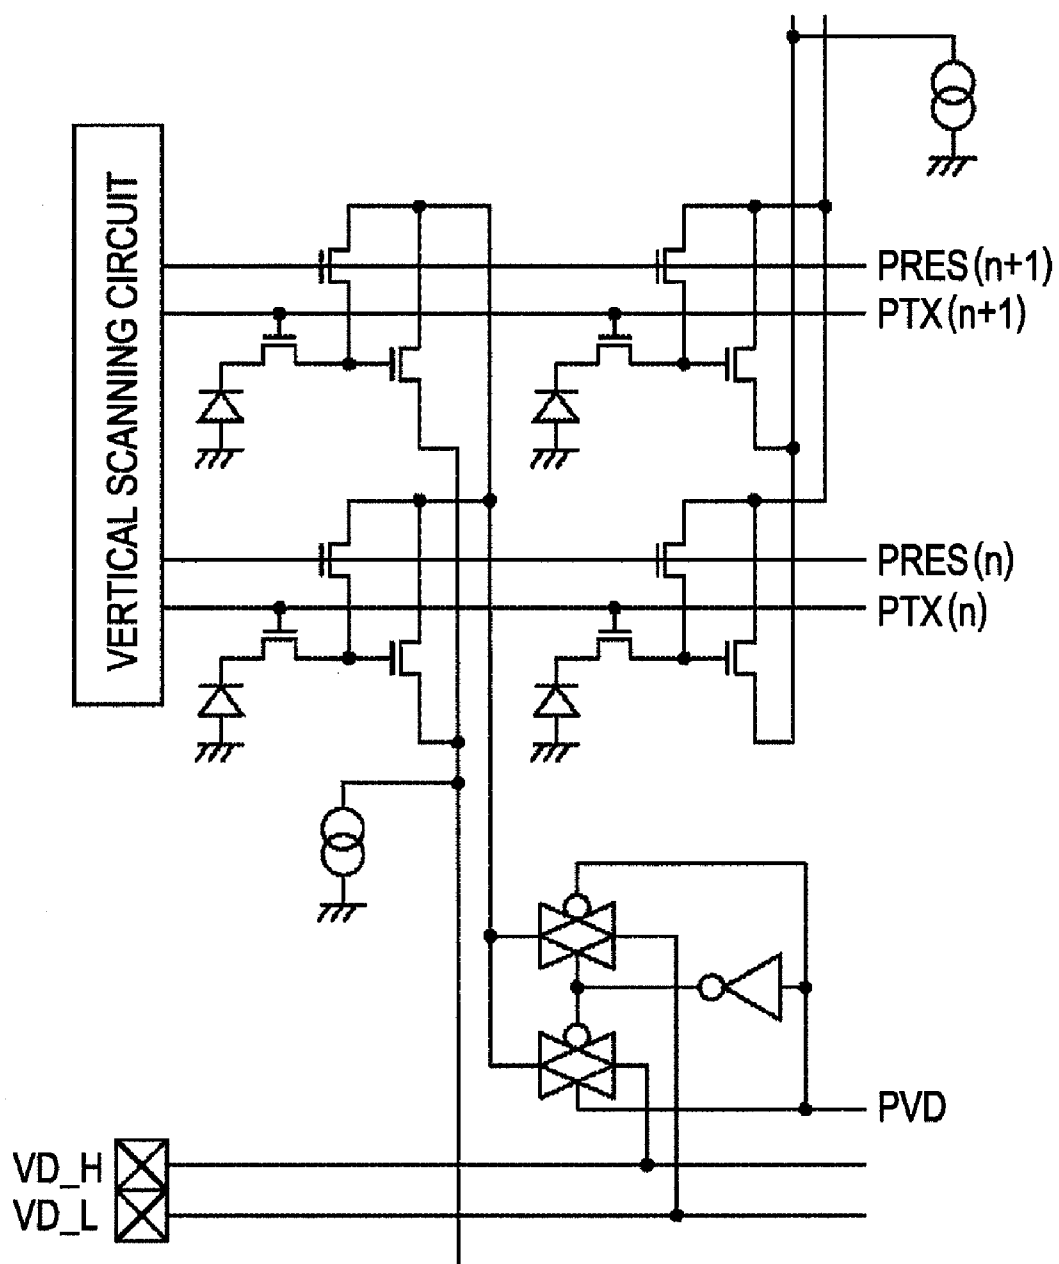 VERTICAL SCANNING CIRCUIT
PRES(n+1)
PTX(n+1)
PRES(n)
PTX(n)
PVD
VD_H
VD_L